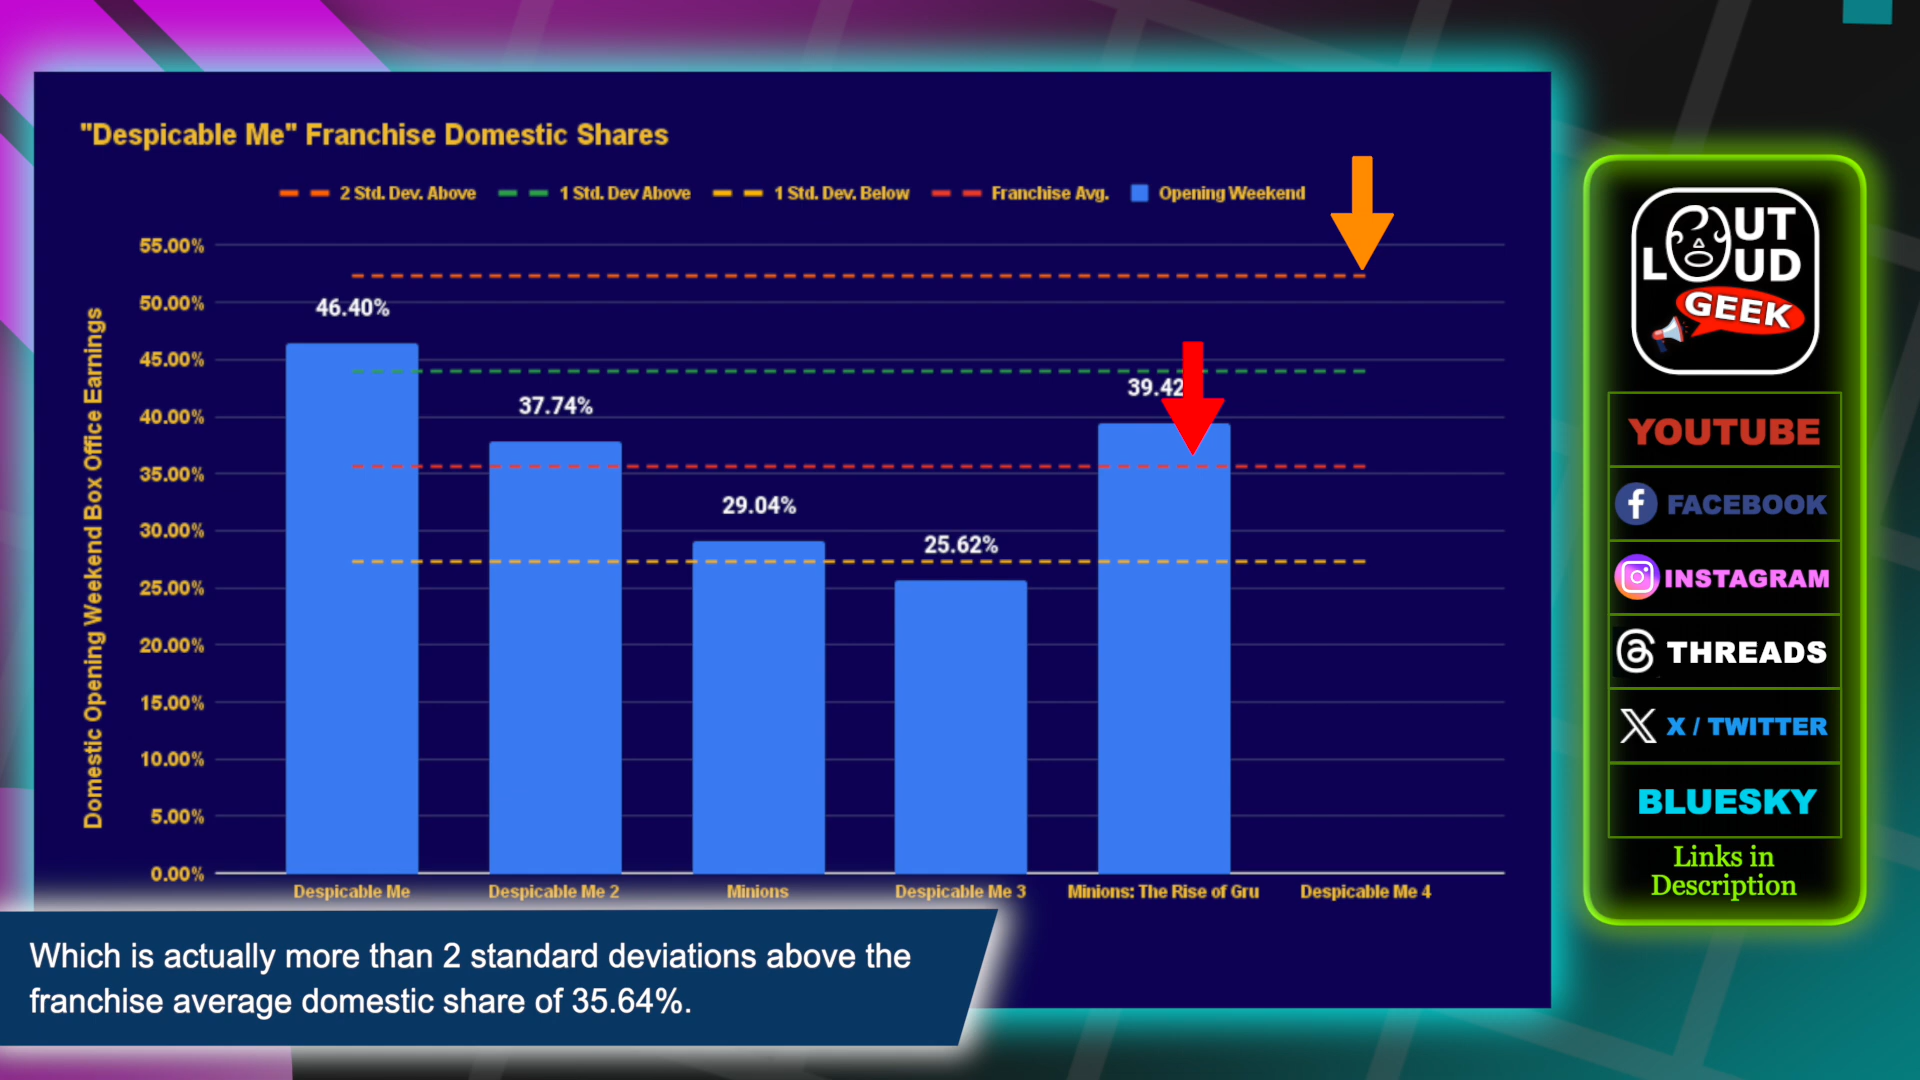 "Despicable Me" Franchise Domestic Shares
2 Std. Dev. Above
1 Std. Dev Above
1 Std. Dev. Below
Franchise Avg.
Opening Weekend
Domestic Opening Weekend Box Office Earnings
55.00%
50.00%
45.00%
40.00%
35.00%
30.00%
25.00%
20.00%
15.00%
10.00%
5.00%
0.00%
46.40%
37.74%
29.04%
25.62%
39.42
Despicable Me
Despicable Me 2
Minions
Despicable Me 3
Minions: The Rise of Gru
Despicable Me 4
Which is actually more than 2 standard deviations above the
franchise average domestic share of 35.64%.
OUT
LOUD
GEEK
YOUTUBE
FACEBOOK
INSTAGRAM
THREADS
X / TWITTER
BLUESKY
Links in
Description